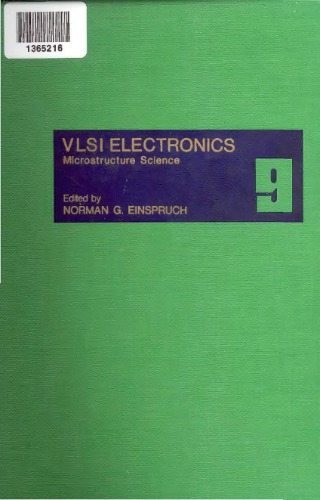 1365216
VLSI ELECTRONICS
Microstructure Science
9
Edited by
NORMAN G. EINSPRUCH